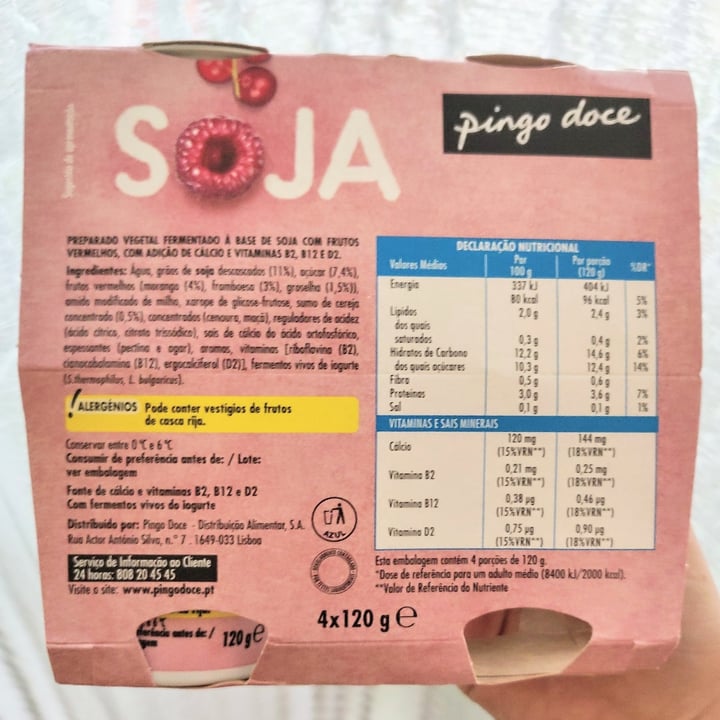 Sugestão de apresentação
SOJA
pingo doce
PREPARADO VEGETAL FERMENTADO À BASE DE SOJA COM FRUTOS
VERMELHOS, COM ADIÇÃO DE CÁLCIO E VITAMINAS B2, B12 E D2.
Ingredientes: Água, grãos de soja descascados (11%), açúcar (7,4%),
frutos vermelhos (morango (4%), framboesa (3%), groselha (1,5%)),
amido modificado de milho, xarope de glicose-frutose, sumo de cereja
concentrado (0,5%), concentrados (cenoura, maçã), reguladores de acidez
(ácido cítrico, citrato trissódico), sais de cálcio do ácido ortofosfórico,
espessantes (pectina e agar), aromas, vitaminas [riboflavina (B2),
cianocobalamina (B12), ergocalciferol (D2)], fermentos vivos de iogurte
(S.thermophilus, L. bulgaricus).
! ALERGÉNIOS Pode conter vestígios de frutos
de casca rija.
Conservar entre 0 ℃ e 6 ℃
Consumir de preferência antes de: / Lote:
ver embalagem
Fonte de cálcio e vitaminas B2, B12 e D2
Com fermentos vivos do iogurte
Distribuído por: Pingo Doce - Distribuição Alimentar, S.A.
Rua Actor António Silva, n.º 7 . 1649-033 Lisboa
Serviço de Informação ao Cliente
24 horas: 808 20 45 45
Visite o site: www.pingodoce.pt
AZUL
DECLARAÇÃO NUTRICIONAL
Valores Médios Por 100 g Por porção (120 g) %DR*
Energia 337 kJ 404 kJ
80 kcal 96 kcal 5%
Lípidos 2,0 g 2,4 g 3%
dos quais
saturados 0,3 g 0,4 g 2%
Hidratos de Carbono 12,2 g 14,6 g 6%
dos quais açúcares 10,3 g 12,4 g 14%
Fibra 0,5 g 0,6 g
Proteínas 3,0 g 3,6 g 7%
Sal 0,1 g 0,1 g 1%
VITAMINAS E SAIS MINERAIS
Cálcio 120 mg 144 mg
(15%VRN**) (18%VRN**)
Vitamina B2 0,21 mg 0,25 mg
(15%VRN**) (18%VRN**)
Vitamina B12 0,38 µg 0,46 µg
(15%VRN**) (18%VRN**)
Vitamina D2 0,75 µg 0,90 µg
(15%VRN**) (18%VRN**)
Esta embalagem contém 4 porções de 120 g.
*Dose de referência para um adulto médio (8400 kJ/2000 kcal).
**Valor de Referência do Nutriente
4x120 g e
antes de: /
120 g e